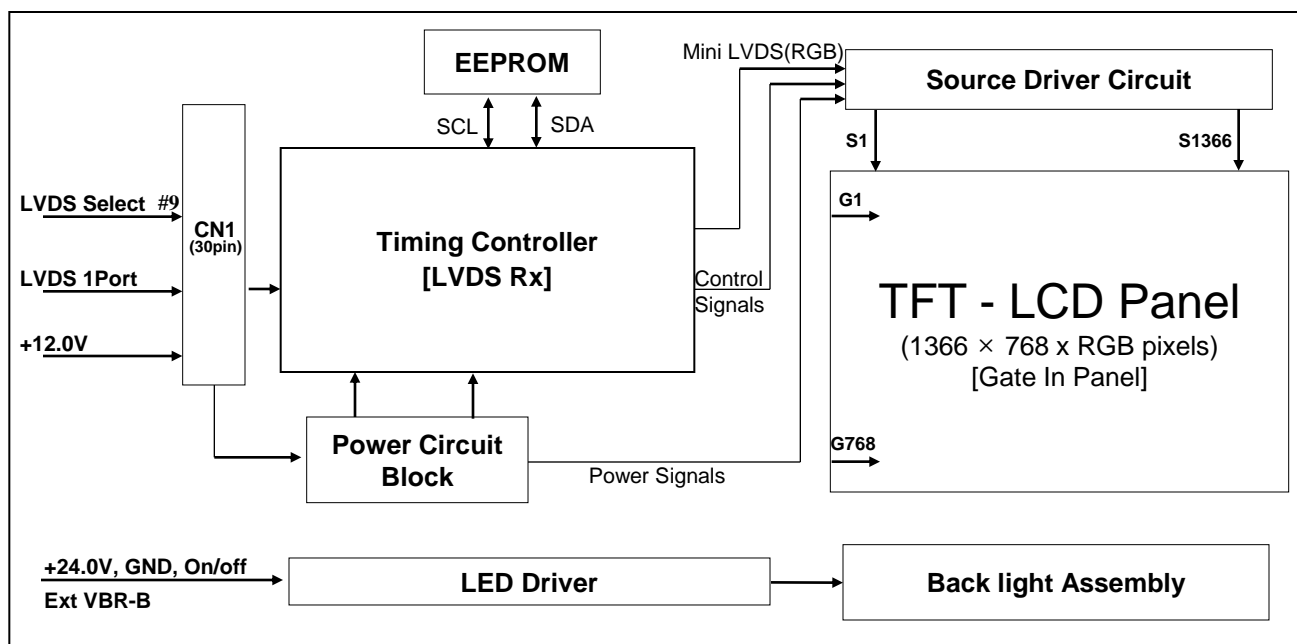 EEPROM
SCL
SDA
Mini LVDS(RGB)
Source Driver Circuit
S1
S1366
LVDS Select #9
LVDS 1Port
+12.0V
CN1
(30pin)
Timing Controller
[LVDS Rx]
Control
Signals
G1
TFT - LCD Panel
(1366 × 768 x RGB pixels)
[Gate In Panel]
G768
Power Circuit
Block
Power Signals
+24.0V, GND, On/off
Ext VBR-B
LED Driver
Back light Assembly